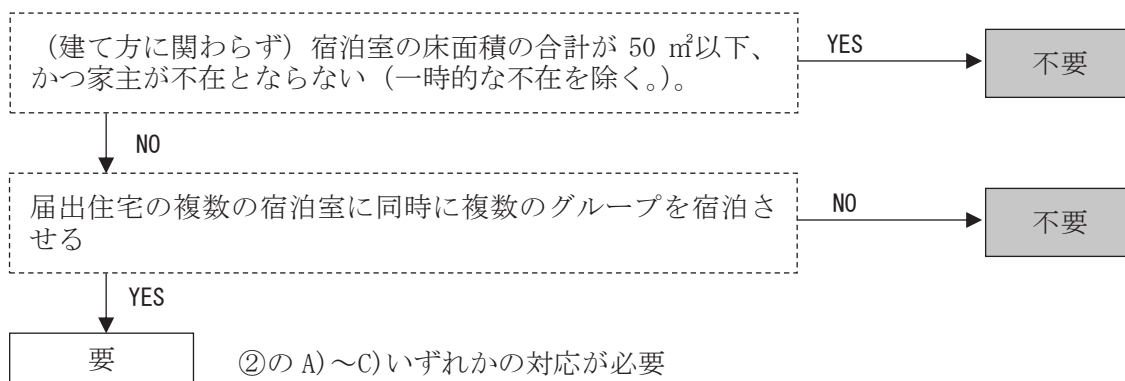 （建て方に関わらず）宿泊室の床面積の合計が 50 ㎡以下、
かつ家主が不在とならない（一時的な不在を除く。）。
YES
不要
NO
届出住宅の複数の宿泊室に同時に複数のグループを宿泊さ
せる
NO
不要
YES
要
②の A)～C)いずれかの対応が必要